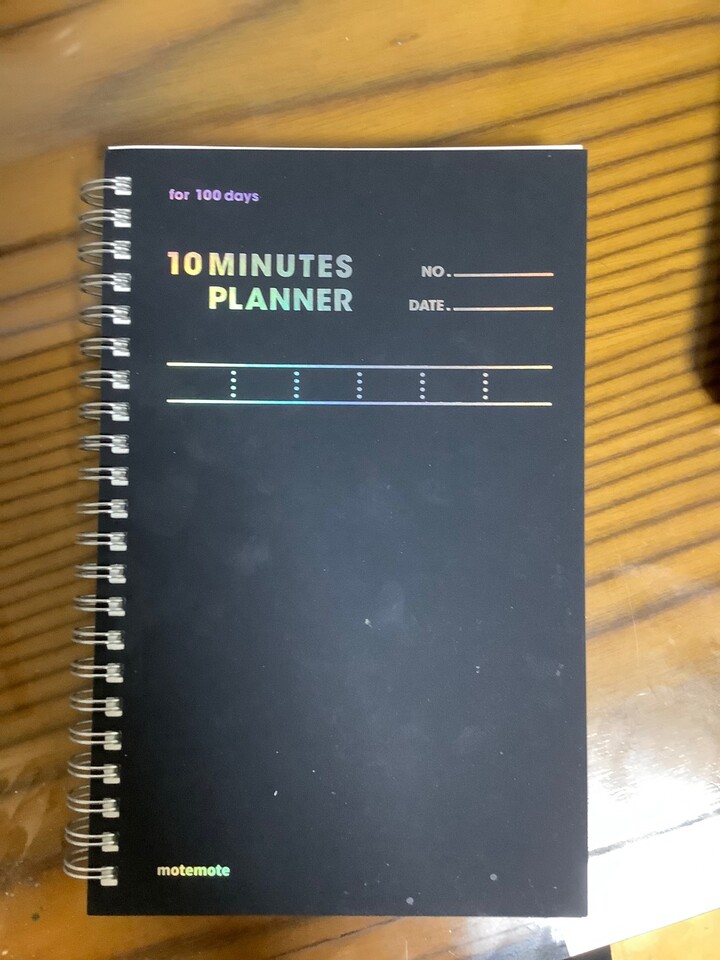 for 100 days
10 MINUTES
PLANNER
NO.
DATE.
motemote